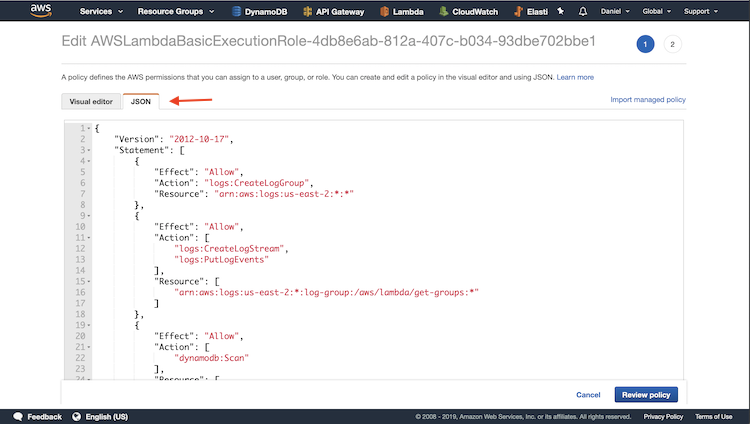 aws Services Resource Groups DynamoDB API Gateway Lambda CloudWatch Elasti Daniel Global Support
Edit AWSLambdaBasicExecutionRole-4db8e6ab-812a-407c-b034-93dbe702bbe1 1 2
A policy defines the AWS permissions that you can assign to a user, group, or role. You can create and edit a policy in the visual editor and using JSON. Learn more
Visual editor JSON Import managed policy
1 {
2 "Version": "2012-10-17",
3 "Statement": [
4 {
5 "Effect": "Allow",
6 "Action": "logs:CreateLogGroup",
7 "Resource": "arn:aws:logs:us-east-2:*:*"
8 },
9 {
10 "Effect": "Allow",
11 "Action": [
12 "logs:CreateLogStream",
13 "logs:PutLogEvents"
14 ],
15 "Resource": [
16 "arn:aws:logs:us-east-2:*:log-group:/aws/lambda/get-groups:*"
17 ]
18 },
19 {
20 "Effect": "Allow",
21 "Action": [
22 "dynamodb:Scan"
23 ],
24 "Resource": [
Cancel Review policy
Feedback English (US) © 2008 - 2019, Amazon Web Services, Inc. or its affiliates. All rights reserved. Privacy Policy Terms of Use